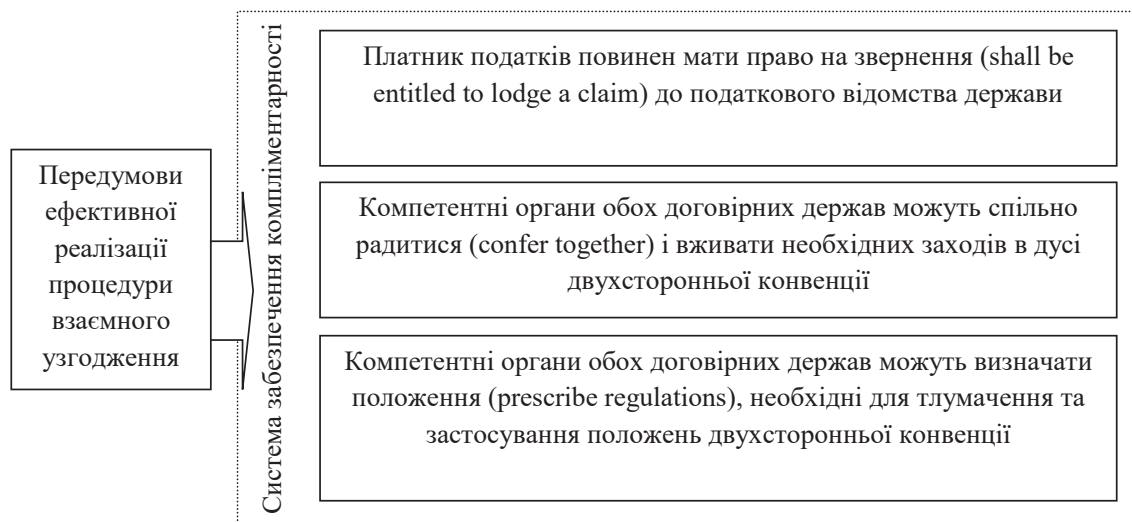 Передумови
ефективної
реалізації
процедури
взаємного
узгодження
Система забезпечення компліментарності
Платник податків повинен мати право на звернення (shall be
entitled to lodge a claim) до податкового відомства держави
Компетентні органи обох договірних держав можуть спільно
радитися (confer together) і вживати необхідних заходів в дусі
двухсторонньої конвенції
Компетентні органи обох договірних держав можуть визначати
положення (prescribe regulations), необхідні для тлумачення та
застосування положень двухсторонньої конвенції